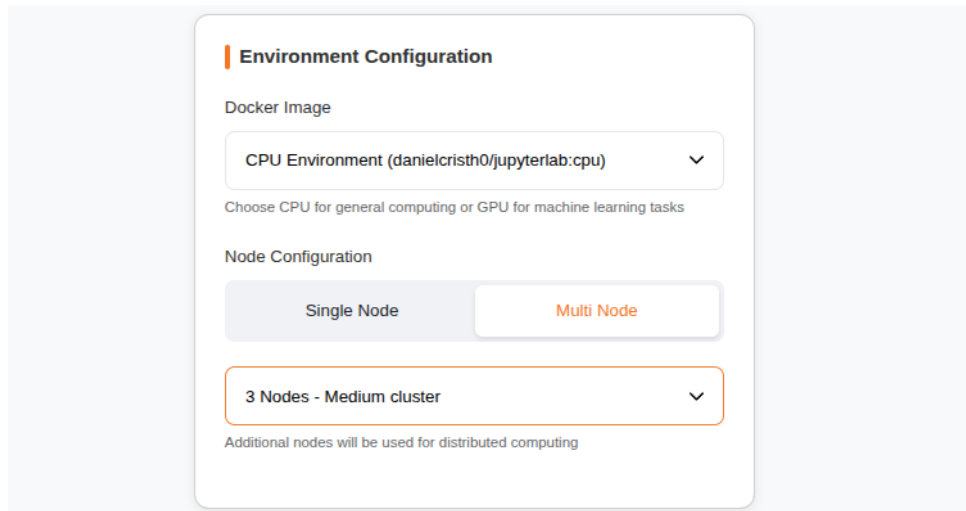 Environment Configuration
Docker Image
CPU Environment (danielcristh0/jupyterlab:cpu)
Choose CPU for general computing or GPU for machine learning tasks
Node Configuration
Single Node
Multi Node
3 Nodes - Medium cluster
Additional nodes will be used for distributed computing